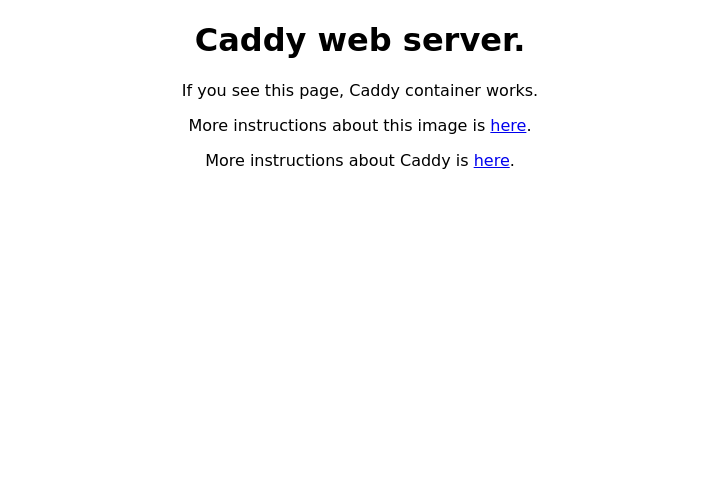 Caddy web server.
If you see this page, Caddy container works.
More instructions about this image is here.
More instructions about Caddy is here.